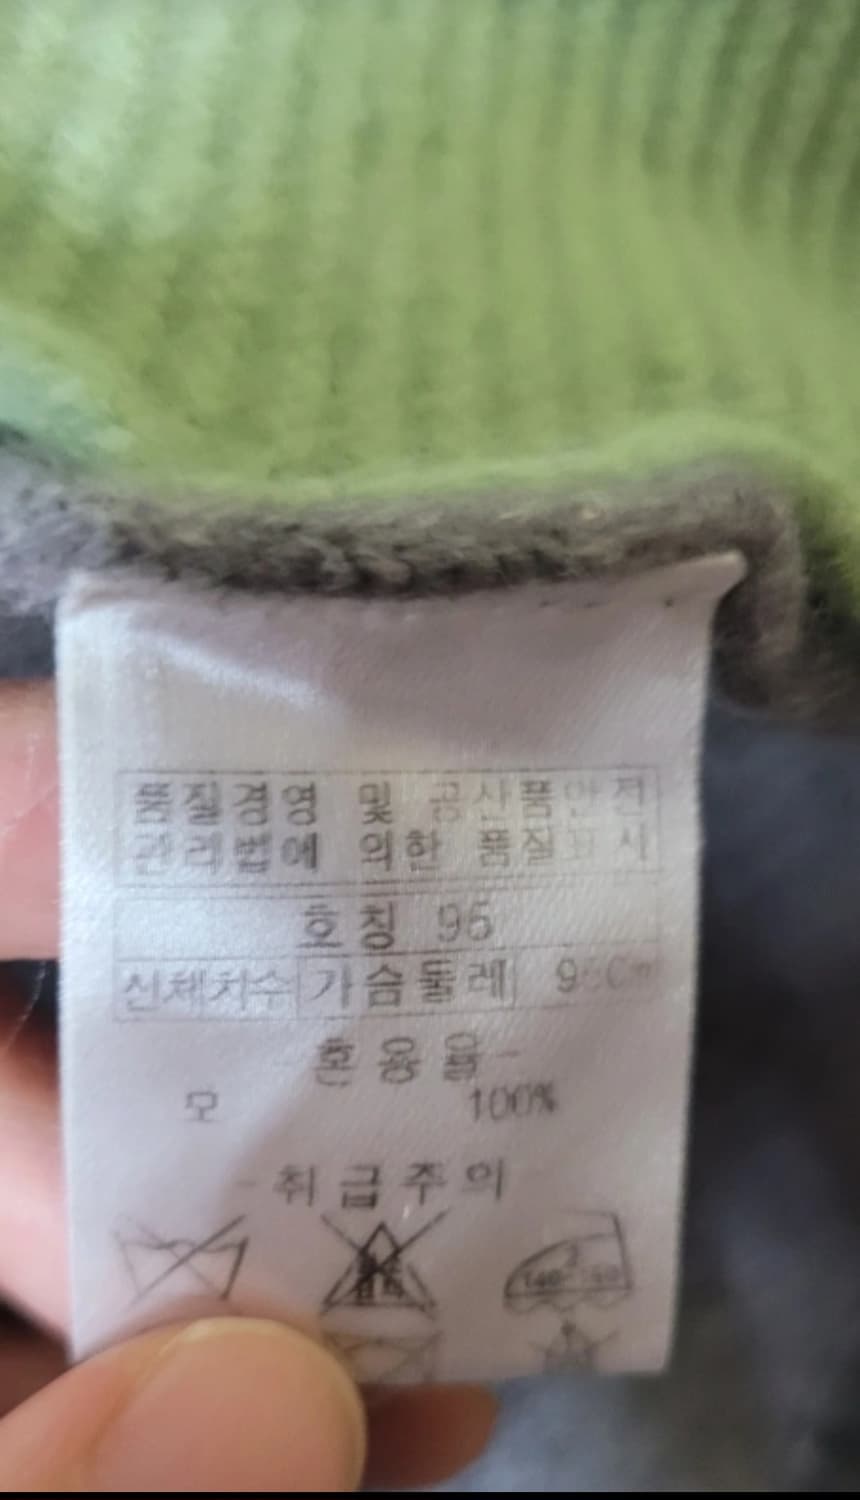 품질경영 및 공산품안전
관리법에 의한 품질표시
호칭 95
신체치수 가슴둘레
혼용율-
모 100%
-취급주의